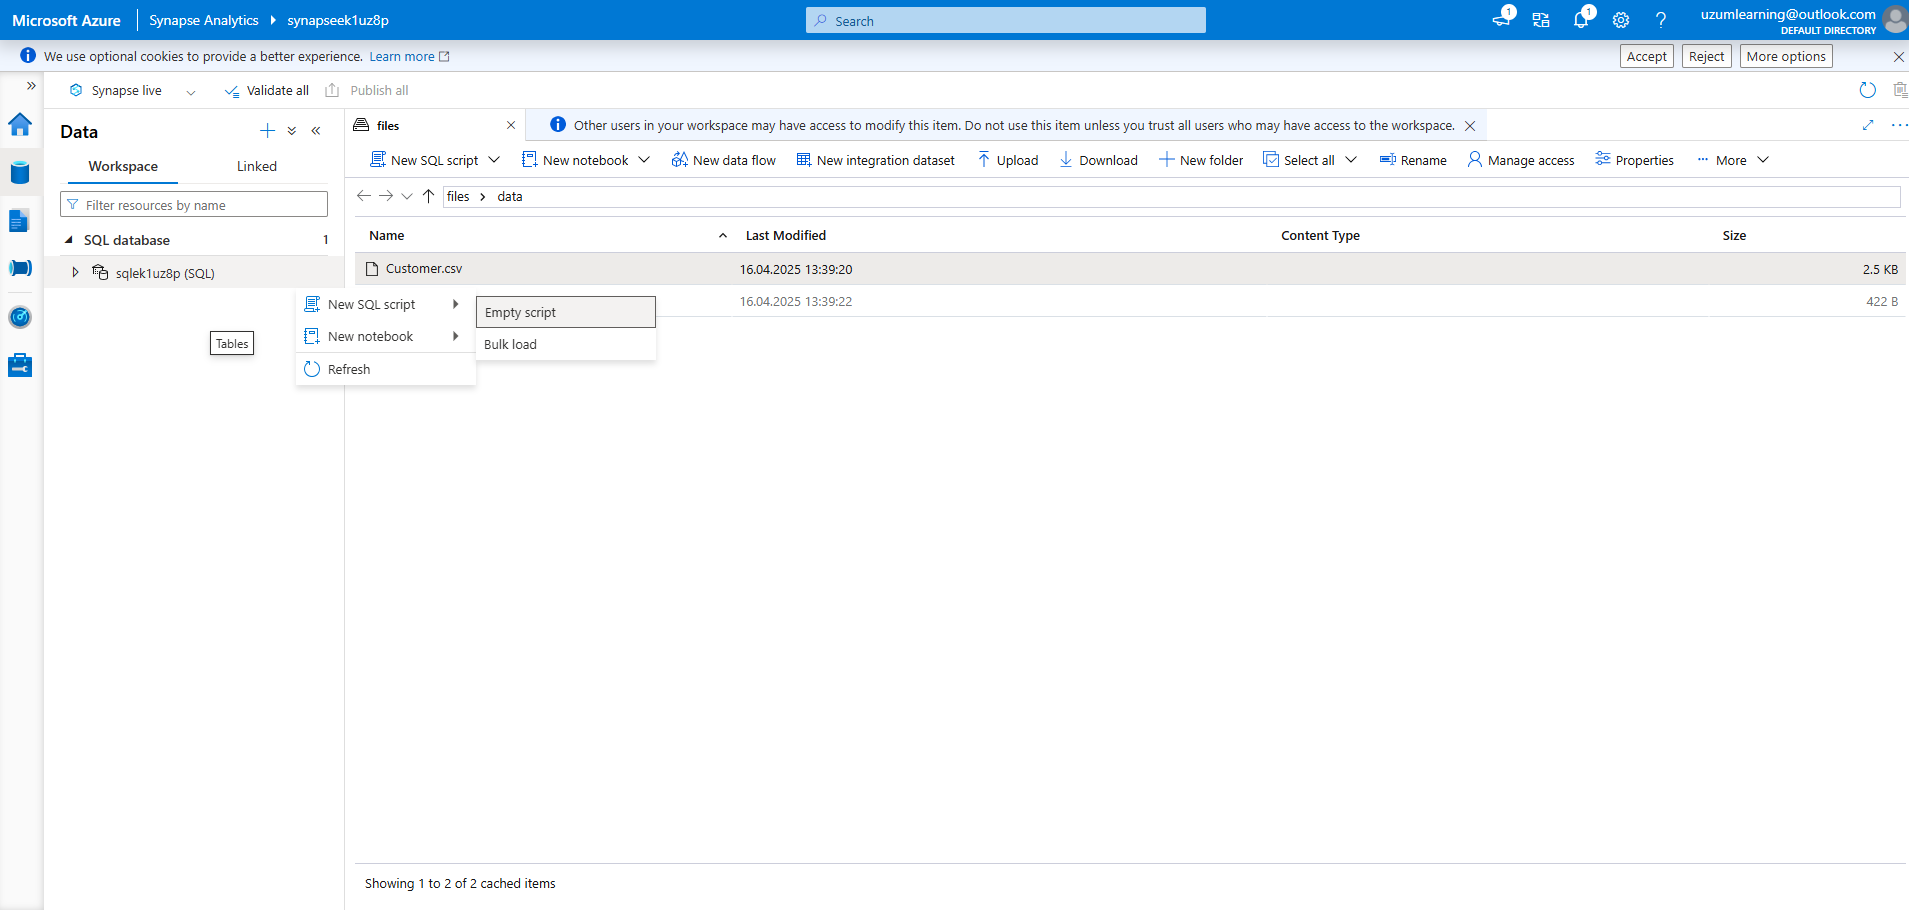 Microsoft Azure Synapse Analytics synapseek1uz8p Search 1 1 uzumlearning@outlook.com
DEFAULT DIRECTORY
We use optional cookies to provide a better experience. Learn more Accept Reject More options
Synapse live Validate all Publish all
Data
files
Other users in your workspace may have access to modify this item. Do not use this item unless you trust all users who may have access to the workspace.
Workspace Linked
New SQL script New notebook New data flow New integration dataset Upload Download New folder Select all Rename Manage access Properties More
Filter resources by name
files data
SQL database 1
Name Last Modified Content Type Size
sqlek1uz8p (SQL)
Customer.csv 16.04.2025 13:39:20 2.5 KB
16.04.2025 13:39:22 422 B
New SQL script
New notebook
Refresh
Empty script
Bulk load
Tables
Showing 1 to 2 of 2 cached items